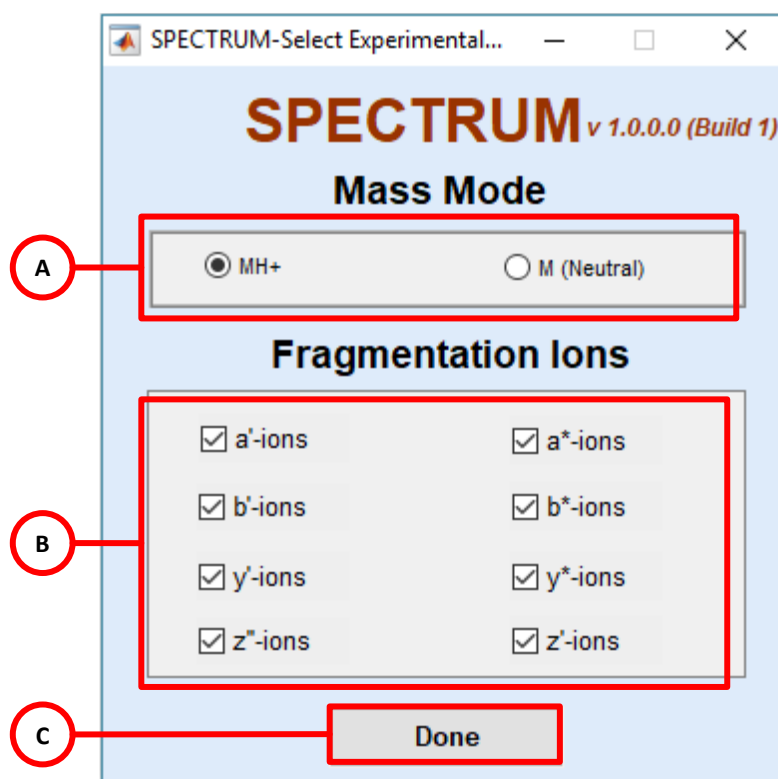 SPECTRUM-Select Experimental...
SPECTRUM v 1.0.0.0 (Build 1)
Mass Mode
A
MH+ M (Neutral)
Fragmentation Ions
a'-ions a*-ions
b'-ions b*-ions
B
y'-ions y*-ions
z"-ions z'-ions
C
Done